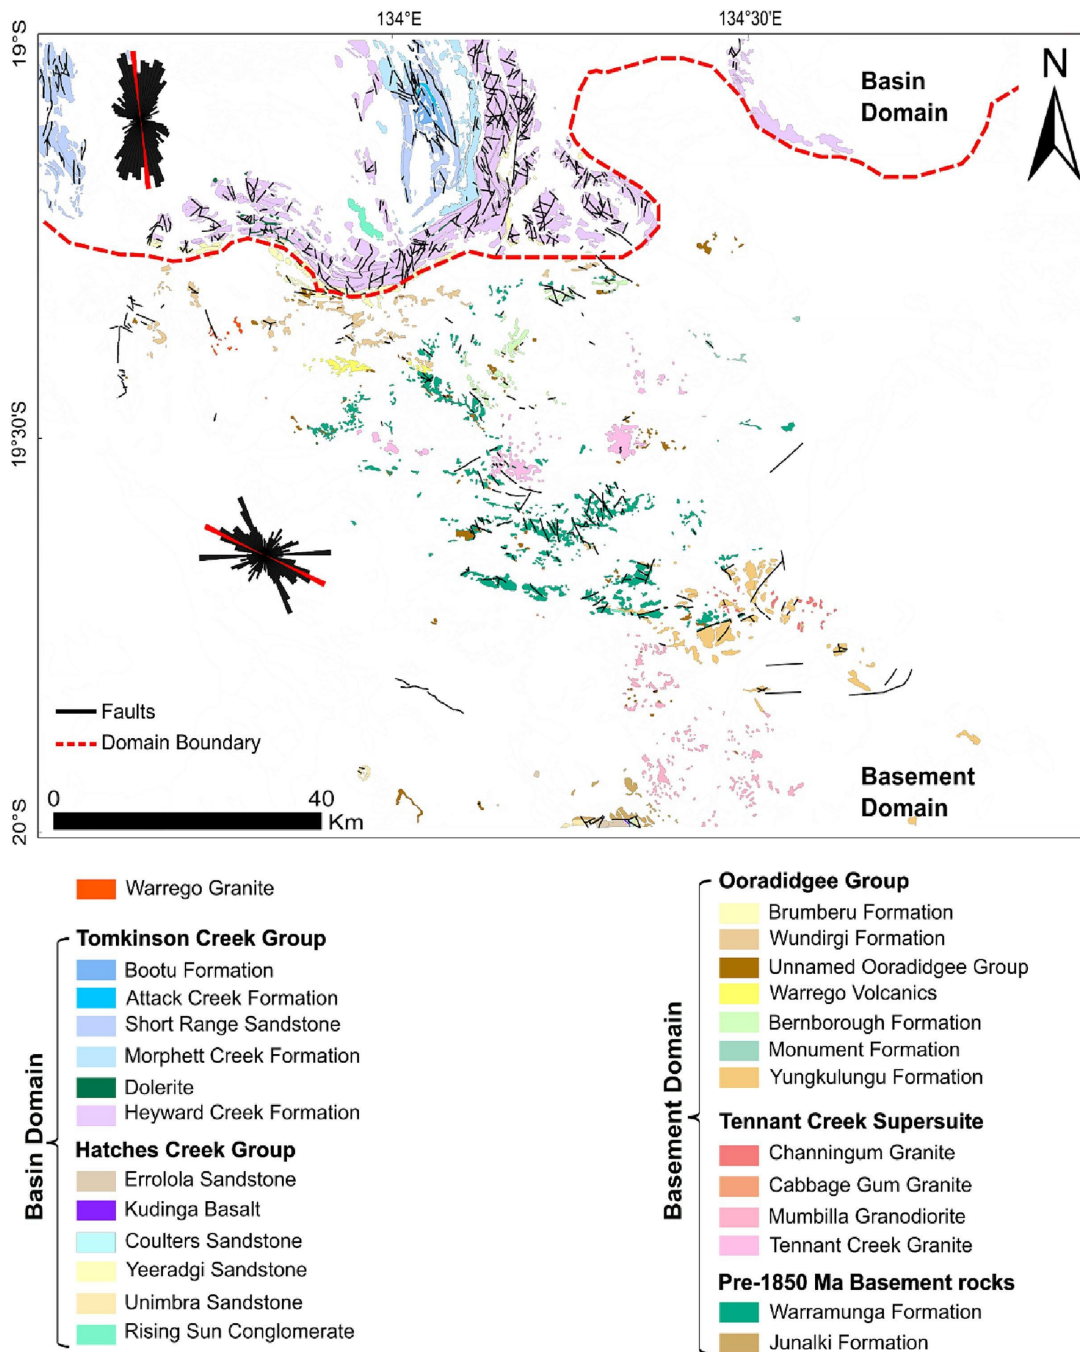 134°E
134°30'E
19°S
Basin
Domain
N
19°30'S
Faults
Domain Boundary
0
40
Km
Basement
Domain
20°S
Warrego Granite
Tomkinson Creek Group
Bootu Formation
Attack Creek Formation
Short Range Sandstone
Morphett Creek Formation
Dolerite
Heyward Creek Formation
Hatches Creek Group
Errolola Sandstone
Kudinga Basalt
Coulters Sandstone
Yeeradgi Sandstone
Unimbra Sandstone
Rising Sun Conglomerate
Basin Domain
Ooradidgee Group
Brumberu Formation
Wundirgi Formation
Unnamed Ooradidgee Group
Warrego Volcanics
Bernborough Formation
Monument Formation
Yungkulungu Formation
Tennant Creek Supersuite
Channingum Granite
Cabbage Gum Granite
Mumbilla Granodiorite
Tennant Creek Granite
Pre-1850 Ma Basement rocks
Warramunga Formation
Junalki Formation
Basement Domain